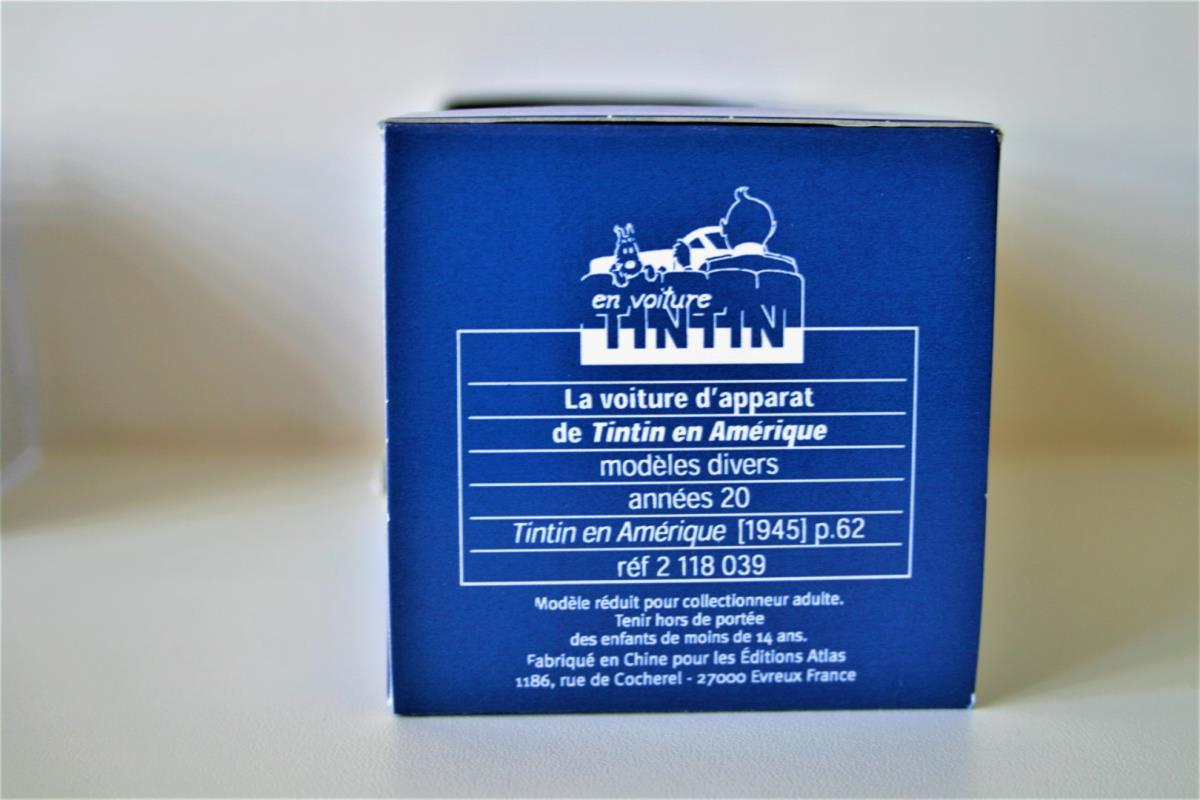 en voiture
TINTIN
La voiture d'apparat
de Tintin en Amérique
modèles divers
années 20
Tintin en Amérique [1945] p.62
réf 2 118 039
Modèle réduit pour collectionneur adulte.
Tenir hors de portée
des enfants de moins de 14 ans.
Fabriqué en Chine pour les Éditions Atlas
1186, rue de Cocherel - 27000 Evreux France